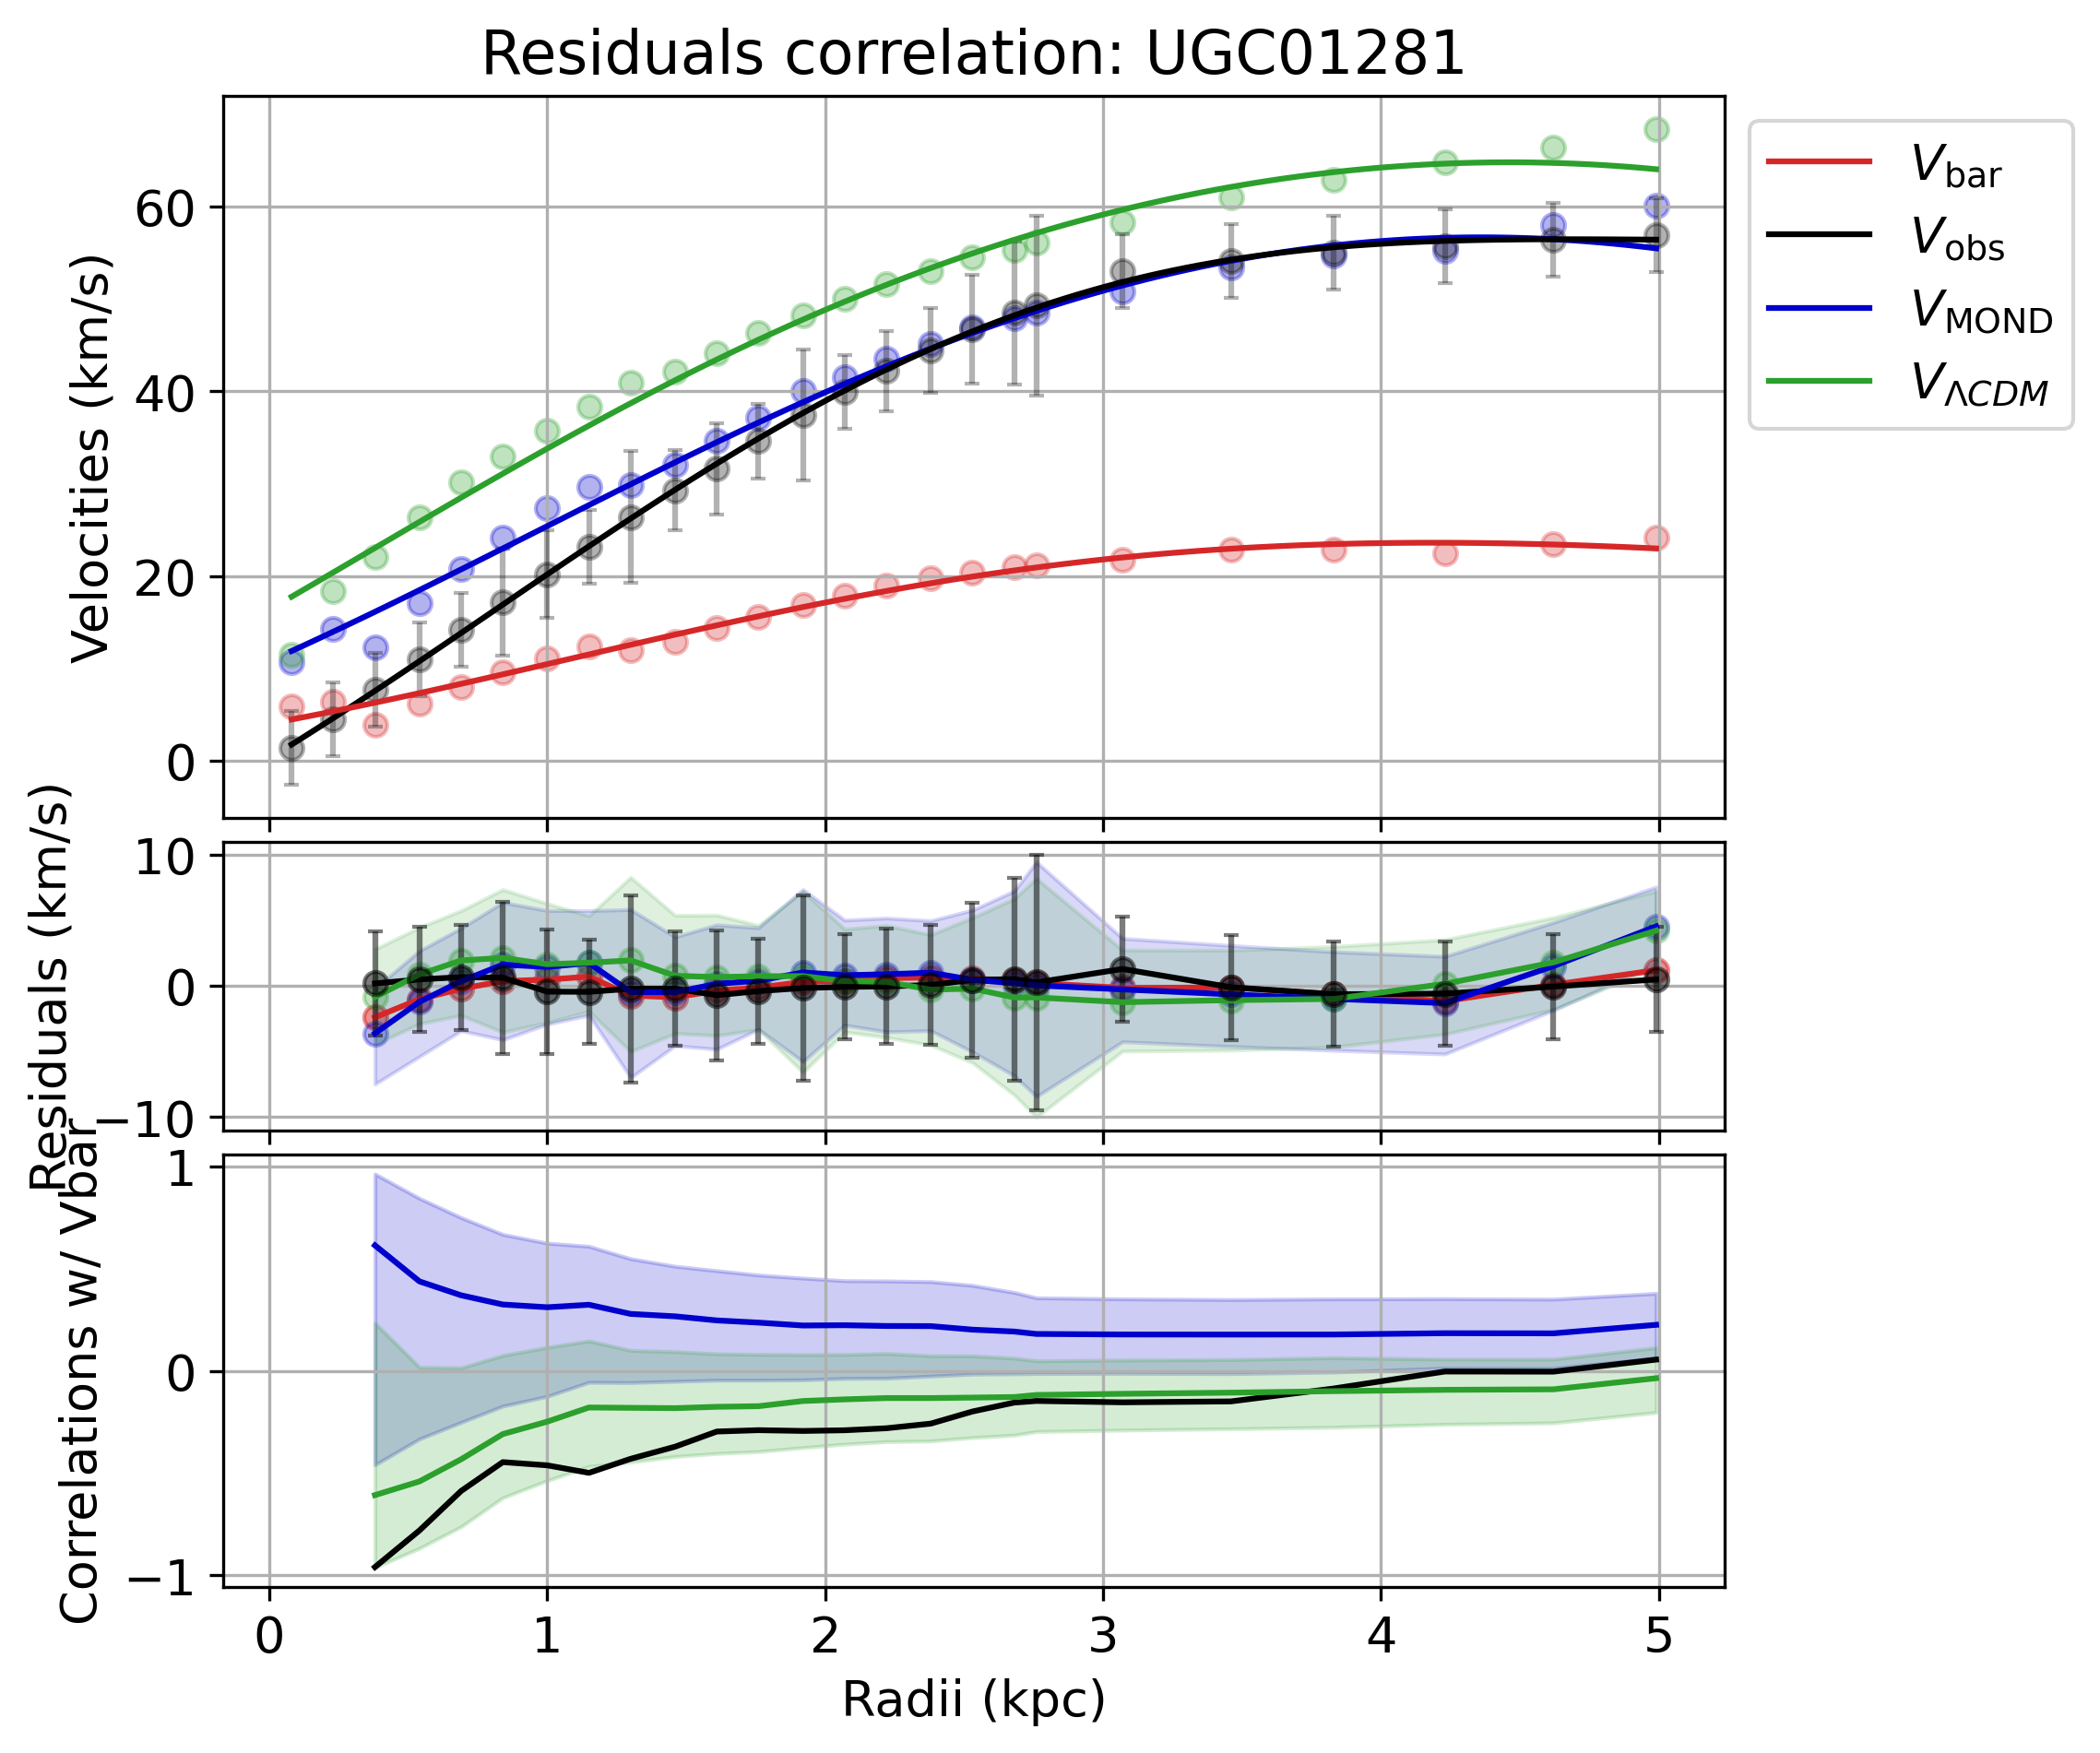 Residuals correlation: UGC01281
Velocities (km/s)
60
40
20
0
V_bar
V_obs
V_MOND
V_ΛCDM
Residuals (km/s)
10
0
−10
Correlations w/ Vbar
1
0
−1
0 1 2 3 4 5
Radii (kpc)